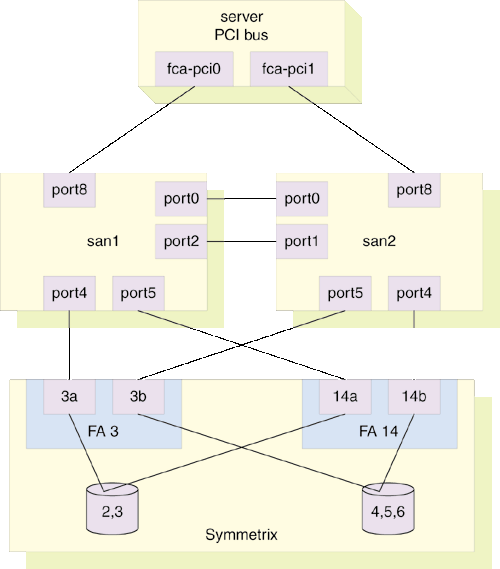 server
PCI bus
fca-pci0 fca-pci1
port8 port8
port0 port0
san1 port2 port1 san2
port4 port5 port5 port4
3a 3b 14a 14b
FA 3 FA 14
2,3 4,5,6
Symmetrix